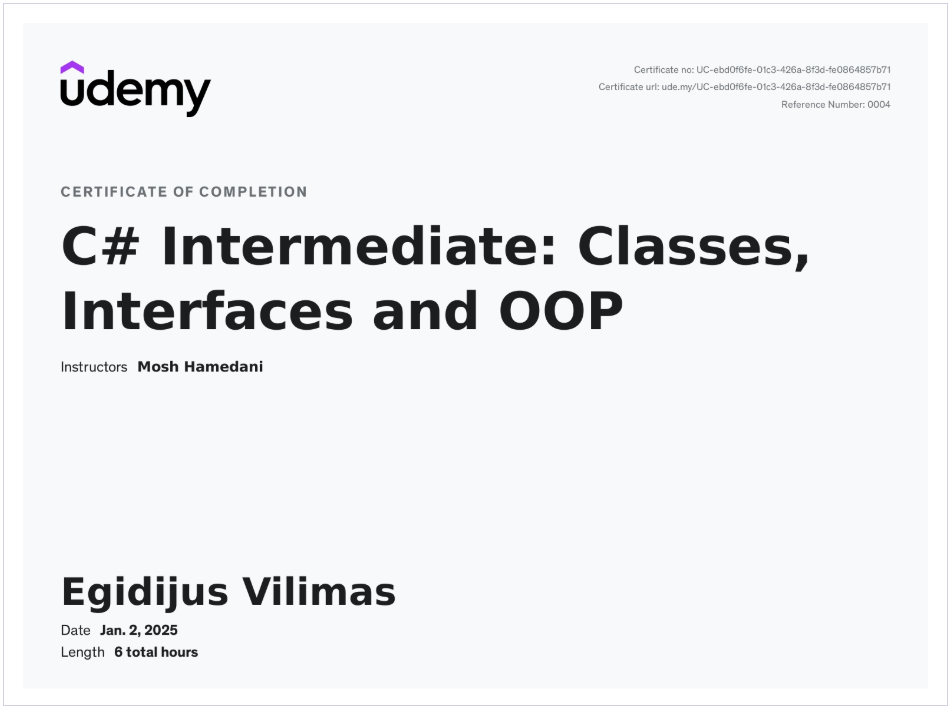 udemy
Certificate no: UC-ebd0f6fe-01c3-426a-8f3d-fe0864857b71
Certificate url: ude.my/UC-ebd0f6fe-01c3-426a-8f3d-fe0864857b71
Reference Number: 0004
CERTIFICATE OF COMPLETION
C# Intermediate: Classes,
Interfaces and OOP
Instructors Mosh Hamedani
Egidijus Vilimas
Date Jan. 2, 2025
Length 6 total hours